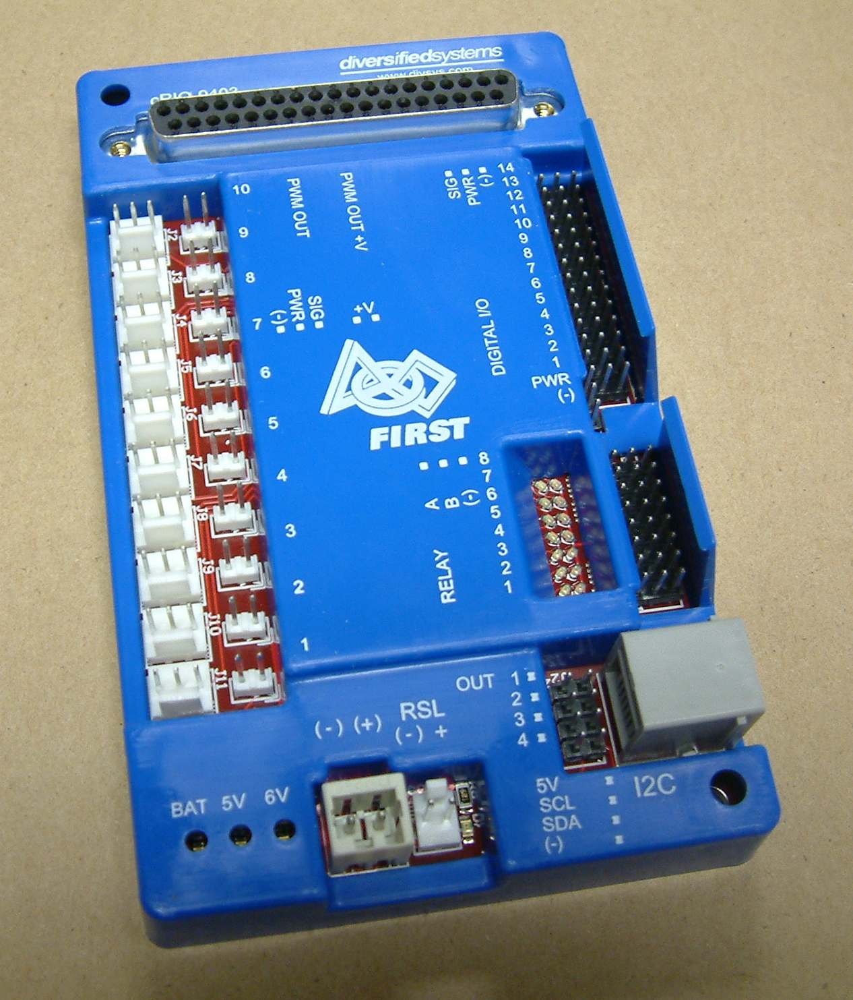 diversifiedsystems
www.divsys.com
cRIO 9403
10
9
8
7
6
5
4
3
2
1
PWM OUT
PWM OUT +V
(-)
PWR
SIG
+V
SIG
PWR
(-)
14
13
12
11
10
9
8
7
6
5
4
3
2
1
DIGITAL I/O
PWR
(-)
FIRST
8
7
6
5
4
3
2
1
A
B
(-)
RELAY
J2
J3
J4
J5
J6
J7
J8
J9
J10
J11
OUT 1
2
3
4
RSL
(-) (+)
(-) +
BAT 5V 6V
5V
SCL
SDA
(-)
I2C